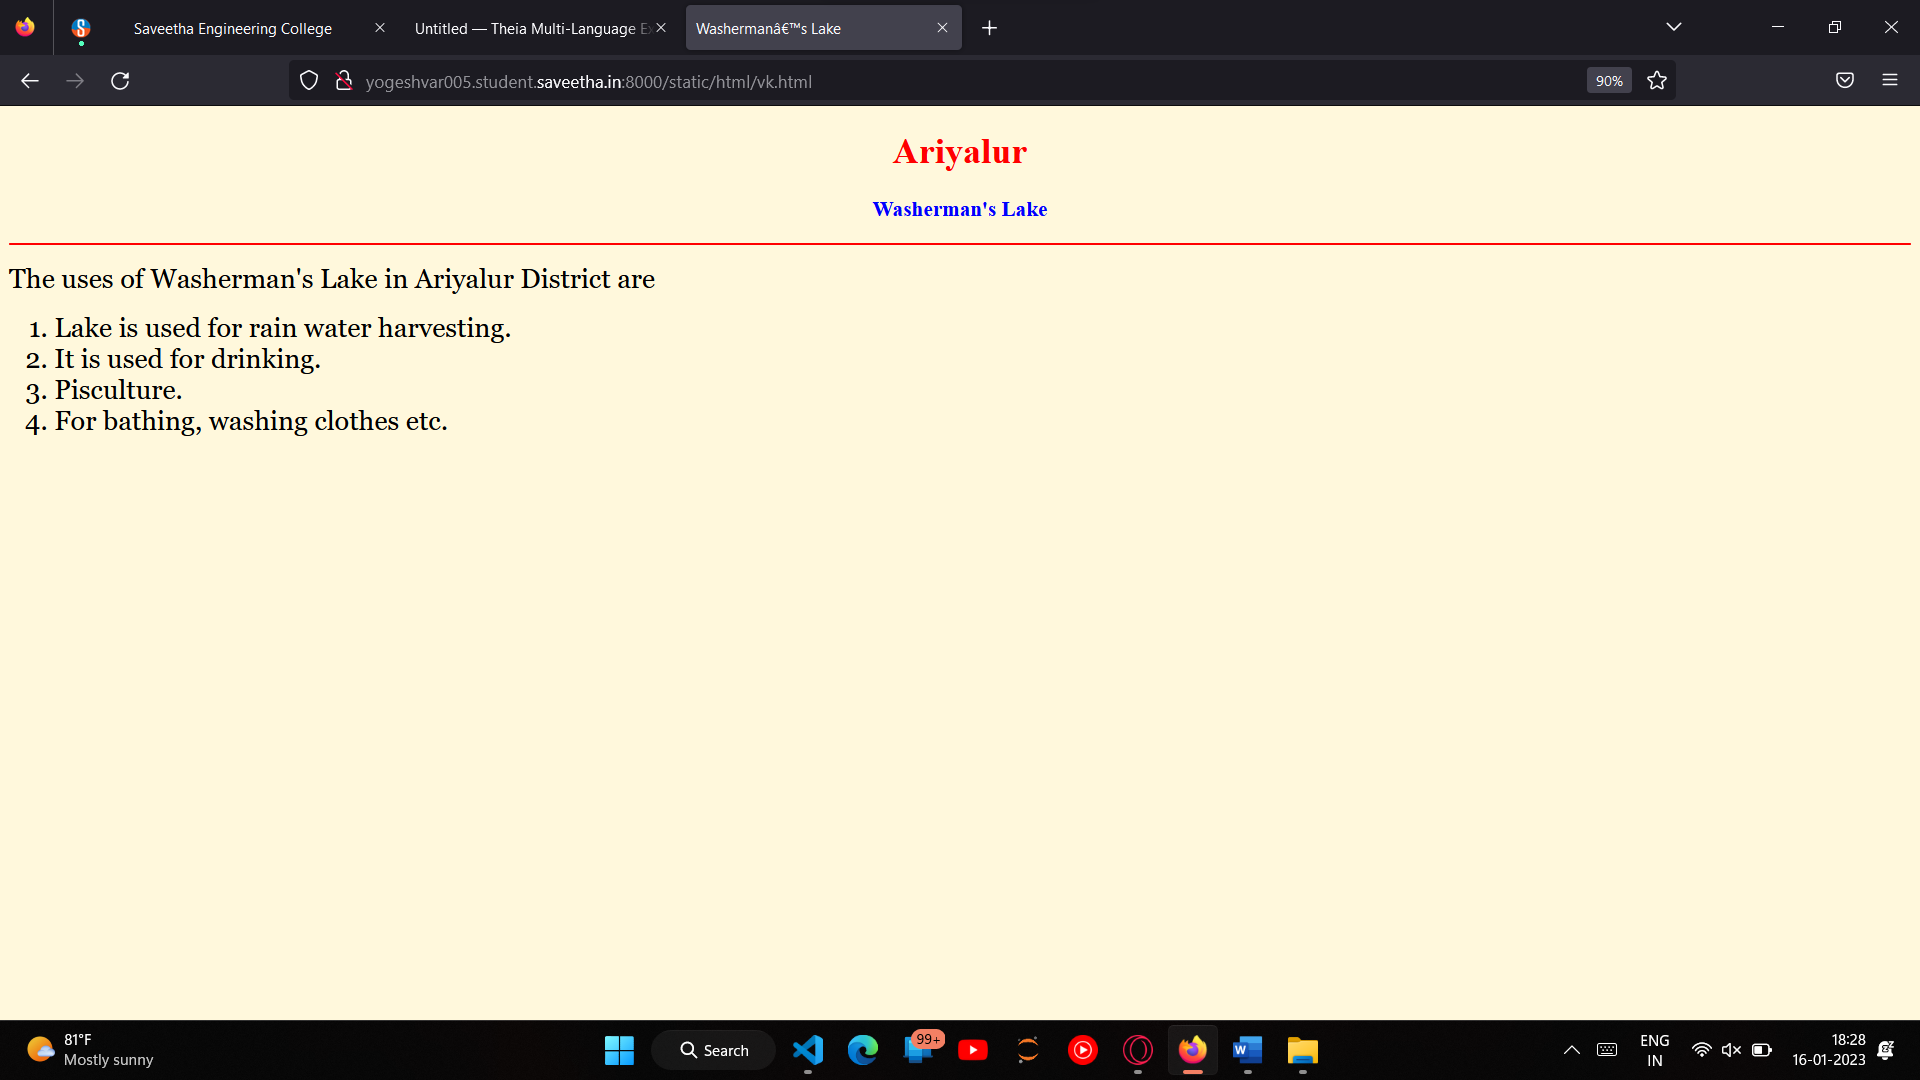 Saveetha Engineering College
Untitled — Theia Multi-Language Ex
Washermanâ€™s Lake
yogeshvar005.student.saveetha.in:8000/static/html/vk.html
90%
Ariyalur
Washerman's Lake
The uses of Washerman's Lake in Ariyalur District are
1. Lake is used for rain water harvesting.
2. It is used for drinking.
3. Pisculture.
4. For bathing, washing clothes etc.
81°F
Mostly sunny
Search
99+
ENG
IN
18:28
16-01-2023